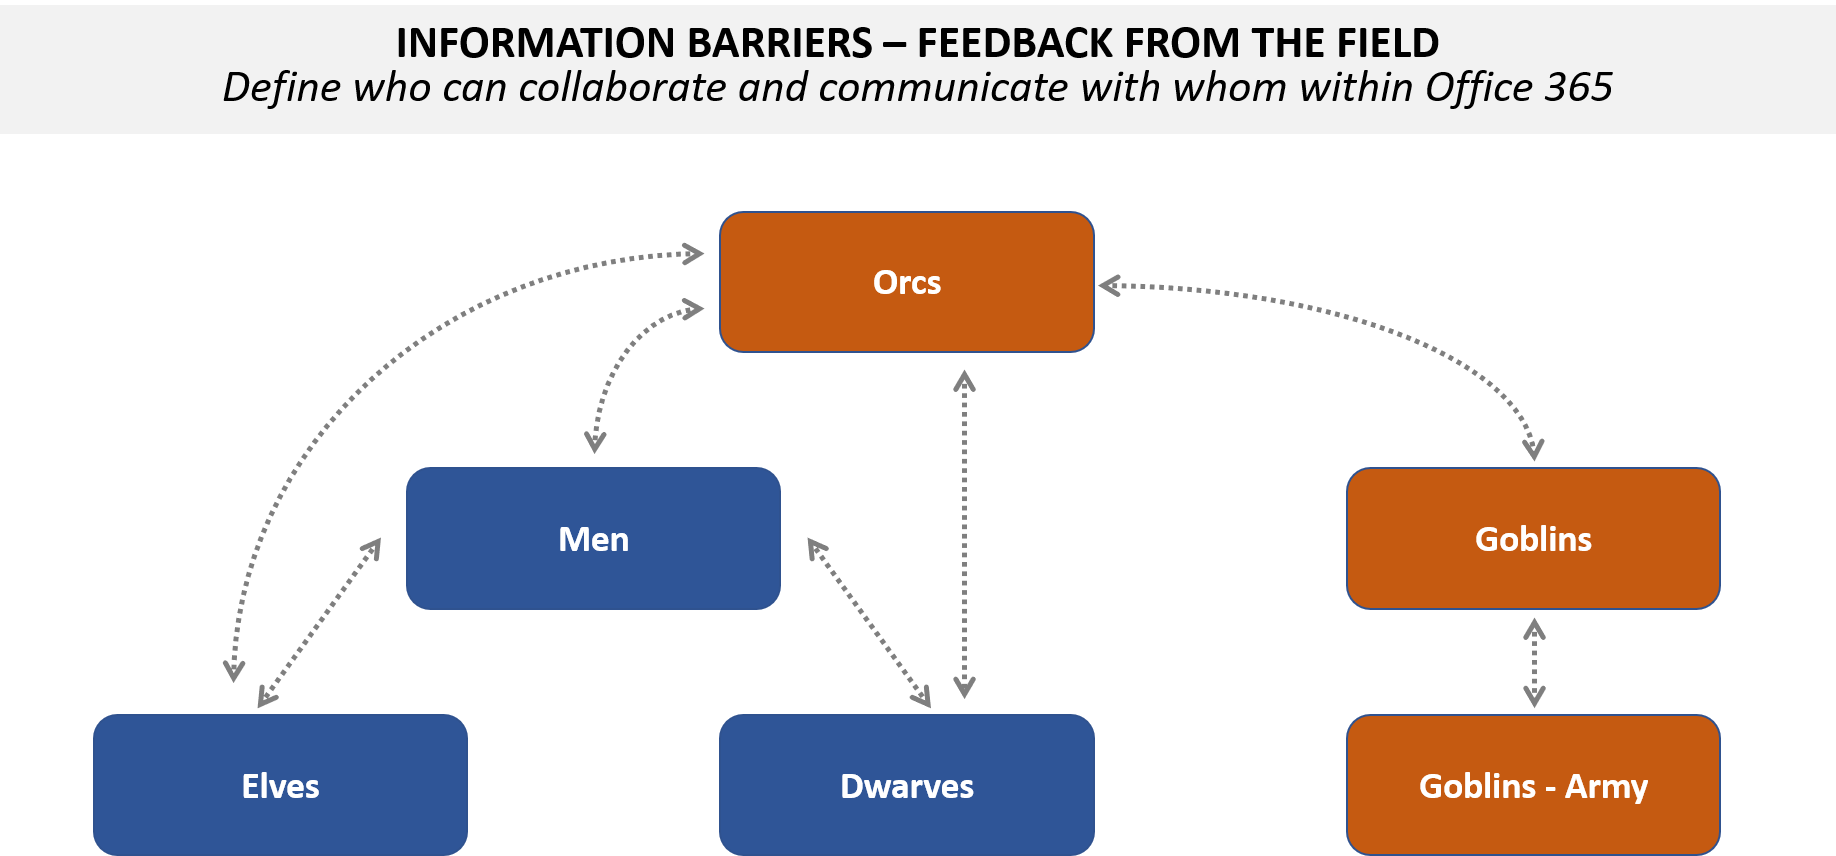 INFORMATION BARRIERS – FEEDBACK FROM THE FIELD
Define who can collaborate and communicate with whom within Office 365
Orcs
Men
Goblins
Elves
Dwarves
Goblins - Army